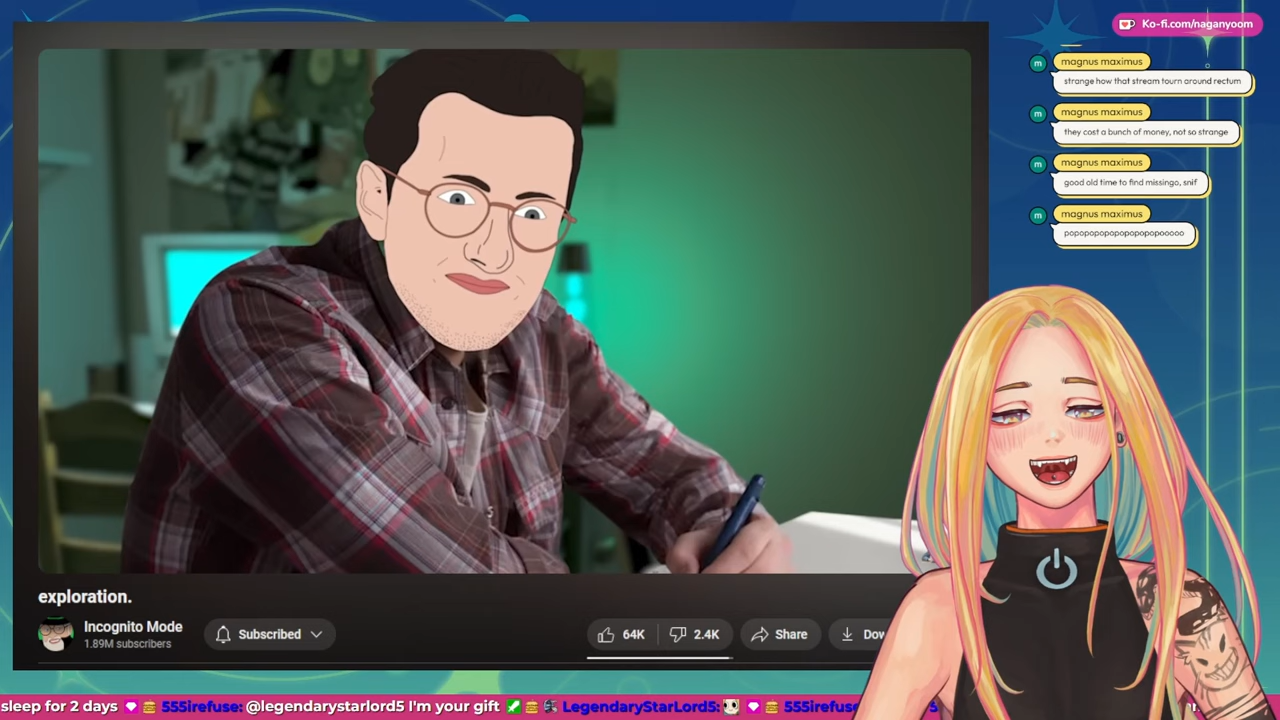 Ko-fi.com/naganyoom
m magnus maximus
strange how that stream tourn around rectum
m magnus maximus
they cost a bunch of money, not so strange
m magnus maximus
good old time to find missingo, snif
m magnus maximus
popopopopopopopopopooooo
exploration.
Incognito Mode
1.89M subscribers
Subscribed
64K
2.4K
Share
sleep for 2 days 555irefuse: @legendarystarlord5 I'm your gift LegendaryStarLord5: